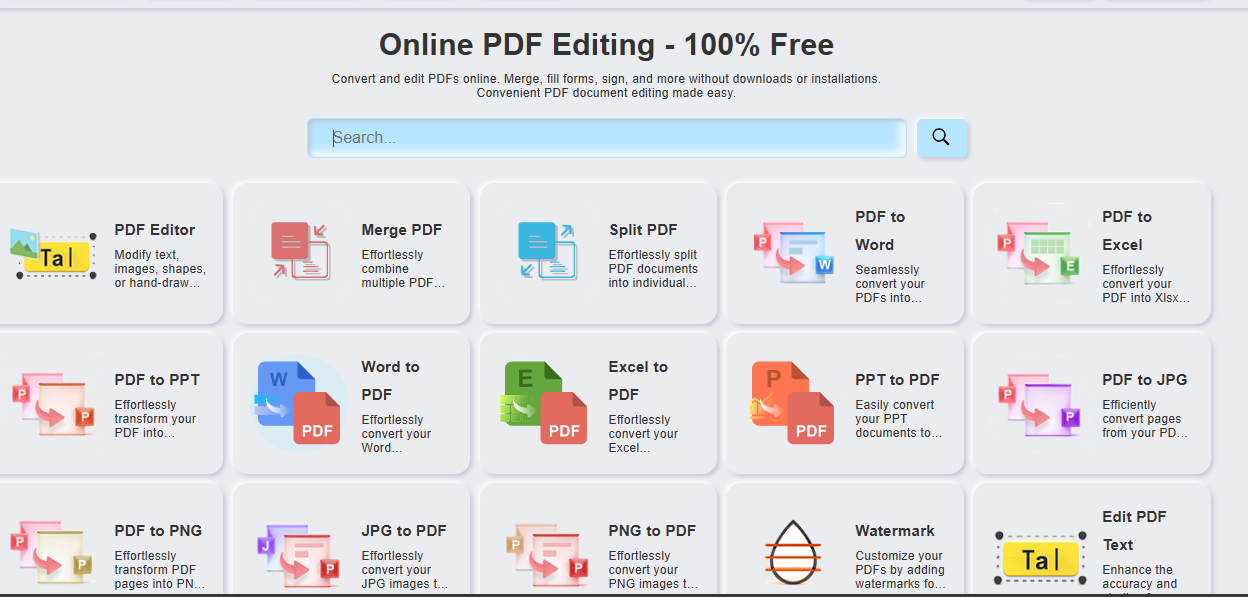 Online PDF Editing - 100% Free
Convert and edit PDFs online. Merge, fill forms, sign, and more without downloads or installations.
Convenient PDF document editing made easy.
Search...
Tal
PDF Editor
Modify text,
images, shapes,
or hand-draw...
Merge PDF
Effortlessly
combine
multiple PDF...
Split PDF
Effortlessly split
PDF documents
into individual...
P
W
PDF to
Word
Seamlessly
convert your
PDFs into...
P
E
PDF to
Excel
Effortlessly
convert your
PDF into Xlsx...
P
P
PDF to PPT
Effortlessly
transform your
PDF into...
W
PDF
Word to
PDF
Effortlessly
convert your
Word...
E
PDF
Excel to
PDF
Effortlessly
convert your
Excel...
P
PDF
PPT to PDF
Easily convert
your PPT
documents to...
P
P
PDF to JPG
Efficiently
convert pages
from your PD...
P
P
PDF to PNG
Effortlessly
transform PDF
pages into PN...
J
P
JPG to PDF
Effortlessly
convert your
JPG images t...
P
P
PNG to PDF
Effortlessly
convert your
PNG images t...
Watermark
Customize your
PDFs by adding
watermarks fo...
Tal
Edit PDF
Text
Enhance the
accuracy and